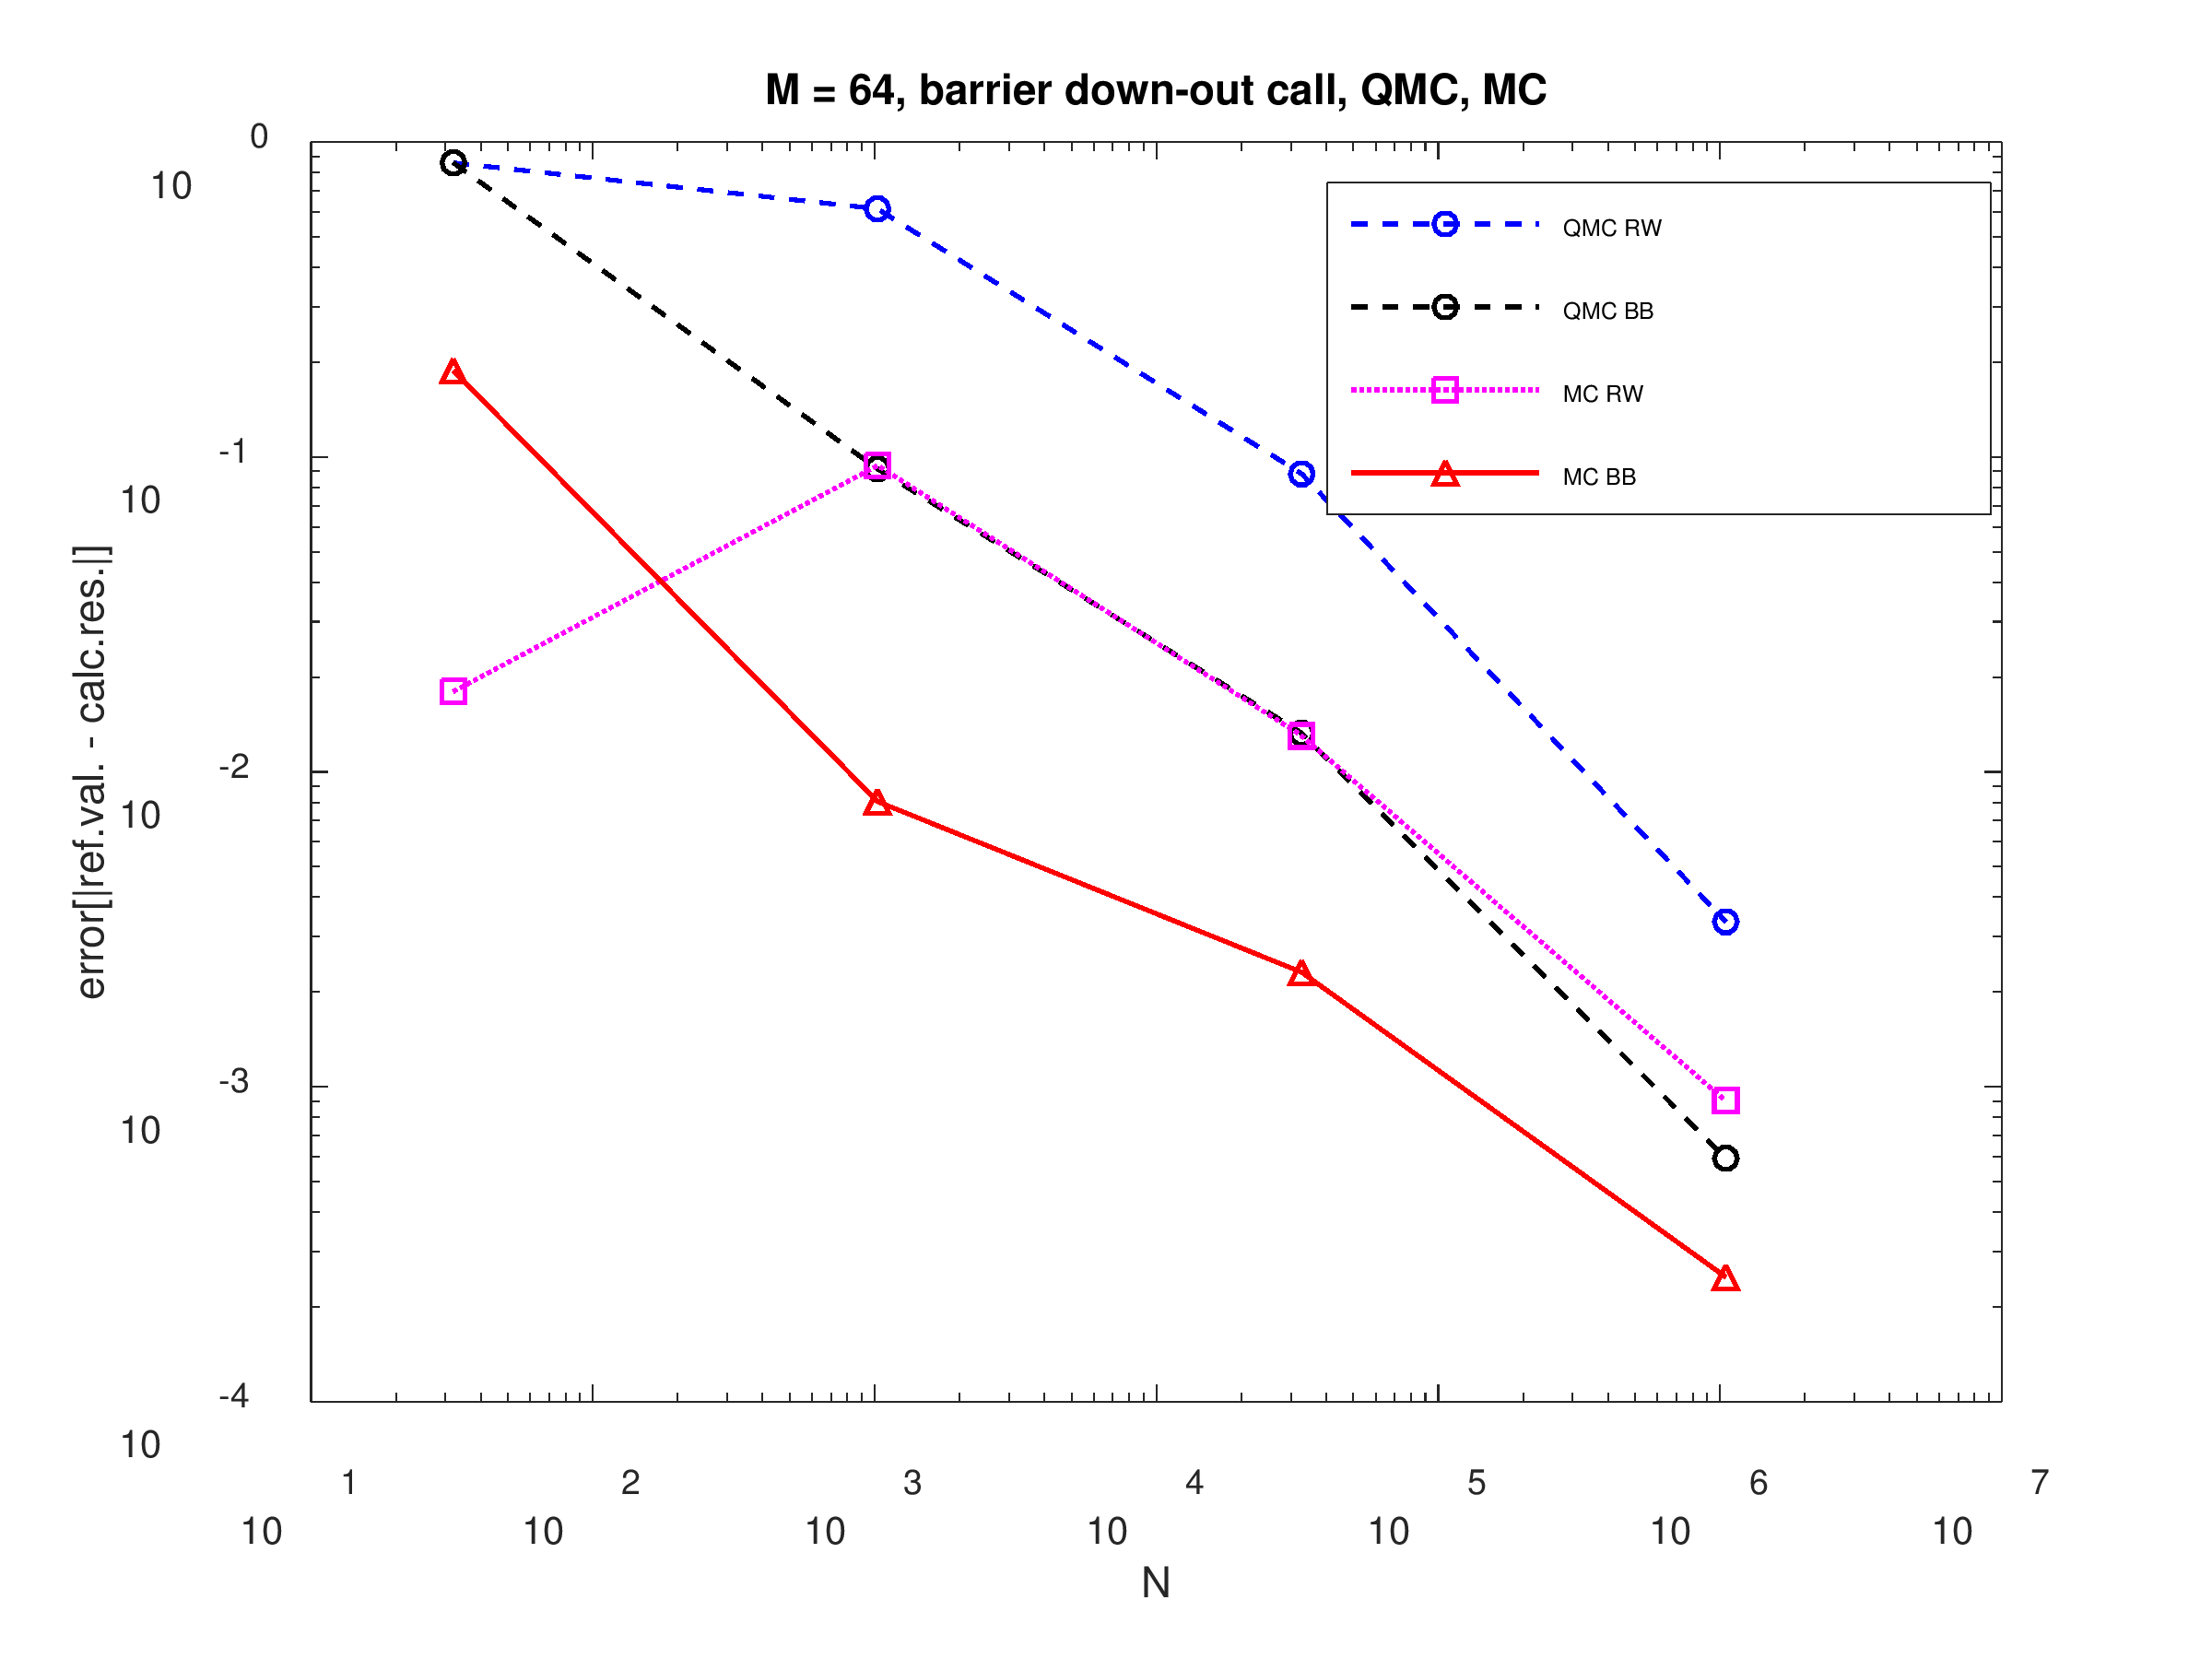 M = 64, barrier down-out call, QMC, MC
0
10
-1
10
-2
10
-3
10
-4
10
error[|ref.val. - calc.res.|]
QMC RW
QMC BB
MC RW
MC BB
1 2 3 4 5 6 7
10 10 10 10 10 10 10
N